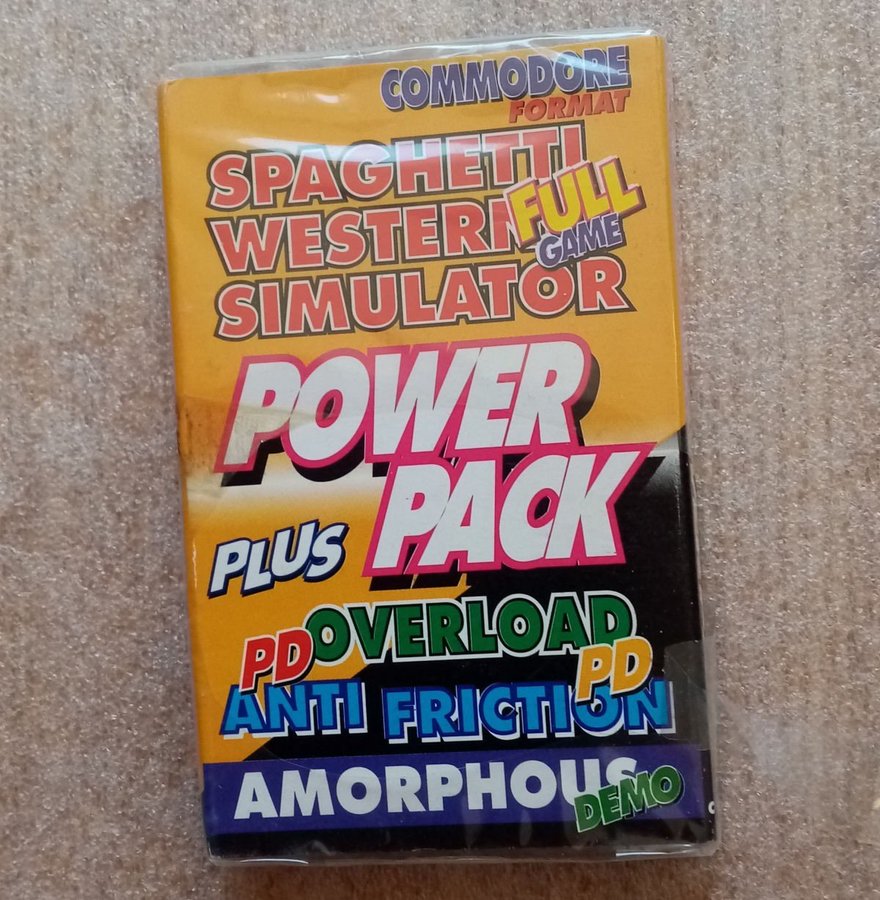 COMMODORE
FORMAT
SPAGHETTI
WESTERN
FULL
GAME
SIMULATOR
POWER
PACK
PLUS
OVERLOAD
PD
PD
ANTI FRICTION
AMORPHOUS
DEMO